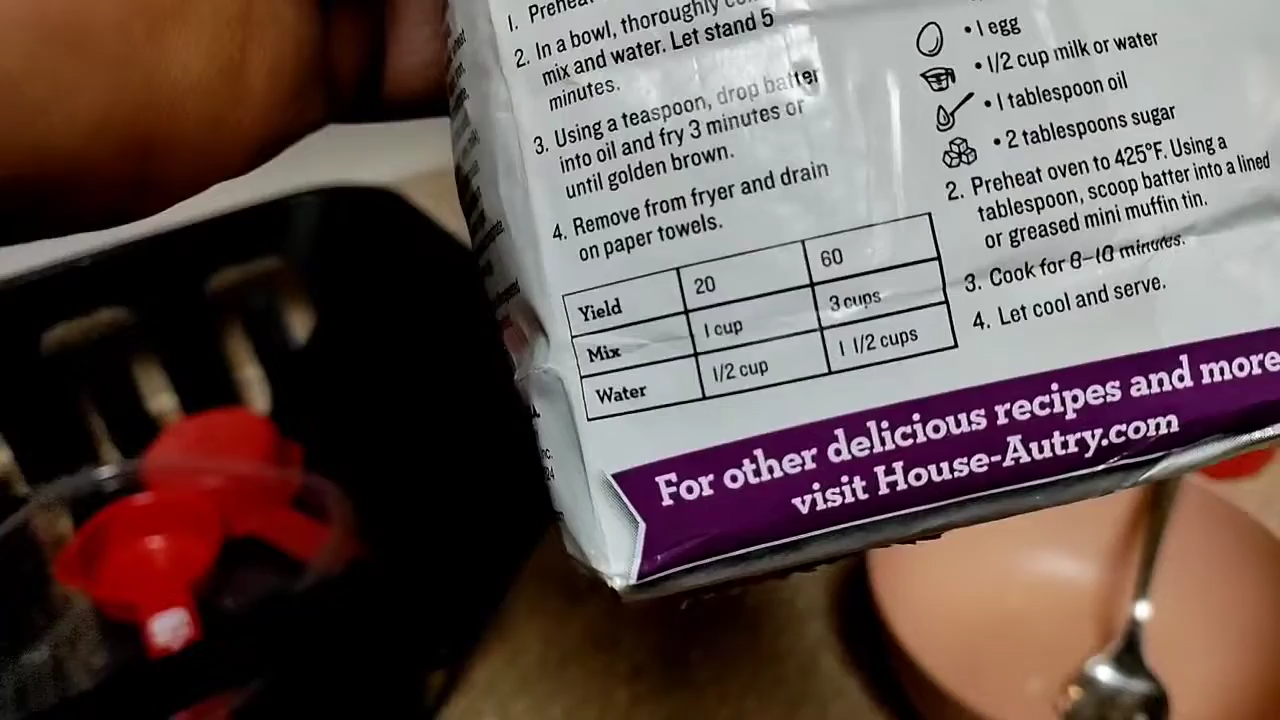 1. Preheat
2. In a bowl, thoroughly
mix and water. Let stand 5
minutes.
3. Using a teaspoon, drop batter
into oil and fry 3 minutes or
until golden brown.
4. Remove from fryer and drain
on paper towels.
Yield 20 60
Mix 1 cup 3 cups
Water 1/2 cup 1 1/2 cups
• 1 egg
• 1/2 cup milk or water
• 1 tablespoon oil
• 2 tablespoons sugar
2. Preheat oven to 425°F. Using a
tablespoon, scoop batter into a lined
or greased mini muffin tin.
3. Cook for 8-10 minutes.
4. Let cool and serve.
For other delicious recipes and more
visit House-Autry.com